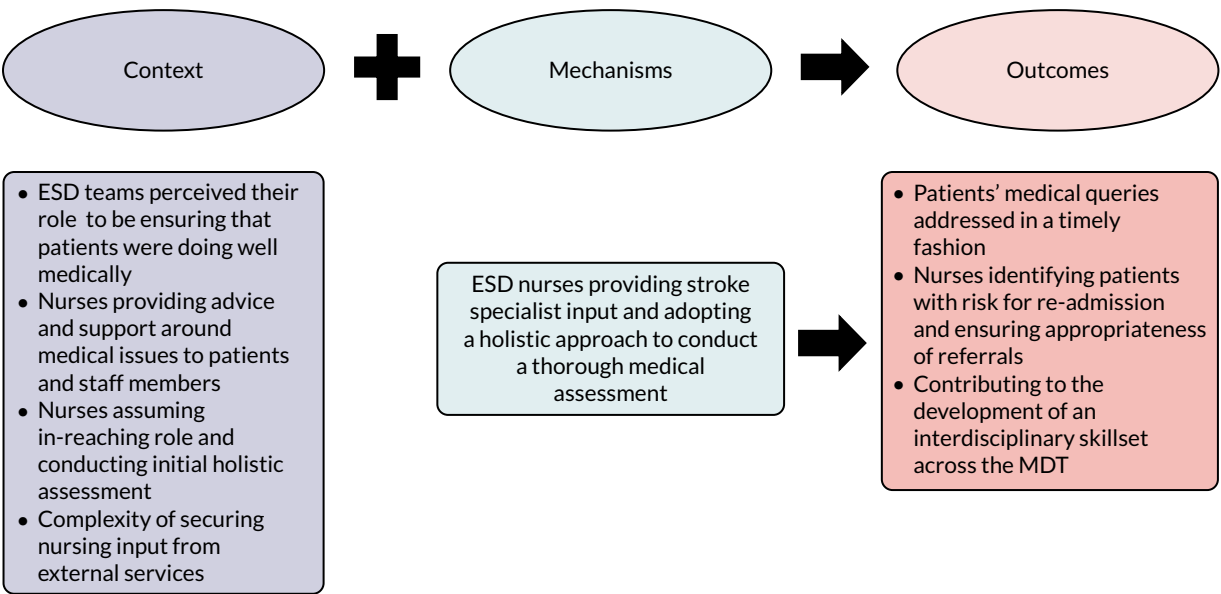 Context
Mechanisms
Outcomes
• ESD teams perceived their
role to be ensuring that
patients were doing well
medically
• Nurses providing advice
and support around
medical issues to patients
and staff members
• Nurses assuming
in-reaching role and
conducting initial holistic
assessment
• Complexity of securing
nursing input from
external services
ESD nurses providing stroke
specialist input and adopting
a holistic approach to conduct
a thorough medical
assessment
• Patients’ medical queries
addressed in a timely
fashion
• Nurses identifying patients
with risk for re-admission
and ensuring appropriateness
of referrals
• Contributing to the
development of an
interdisciplinary skillset
across the MDT